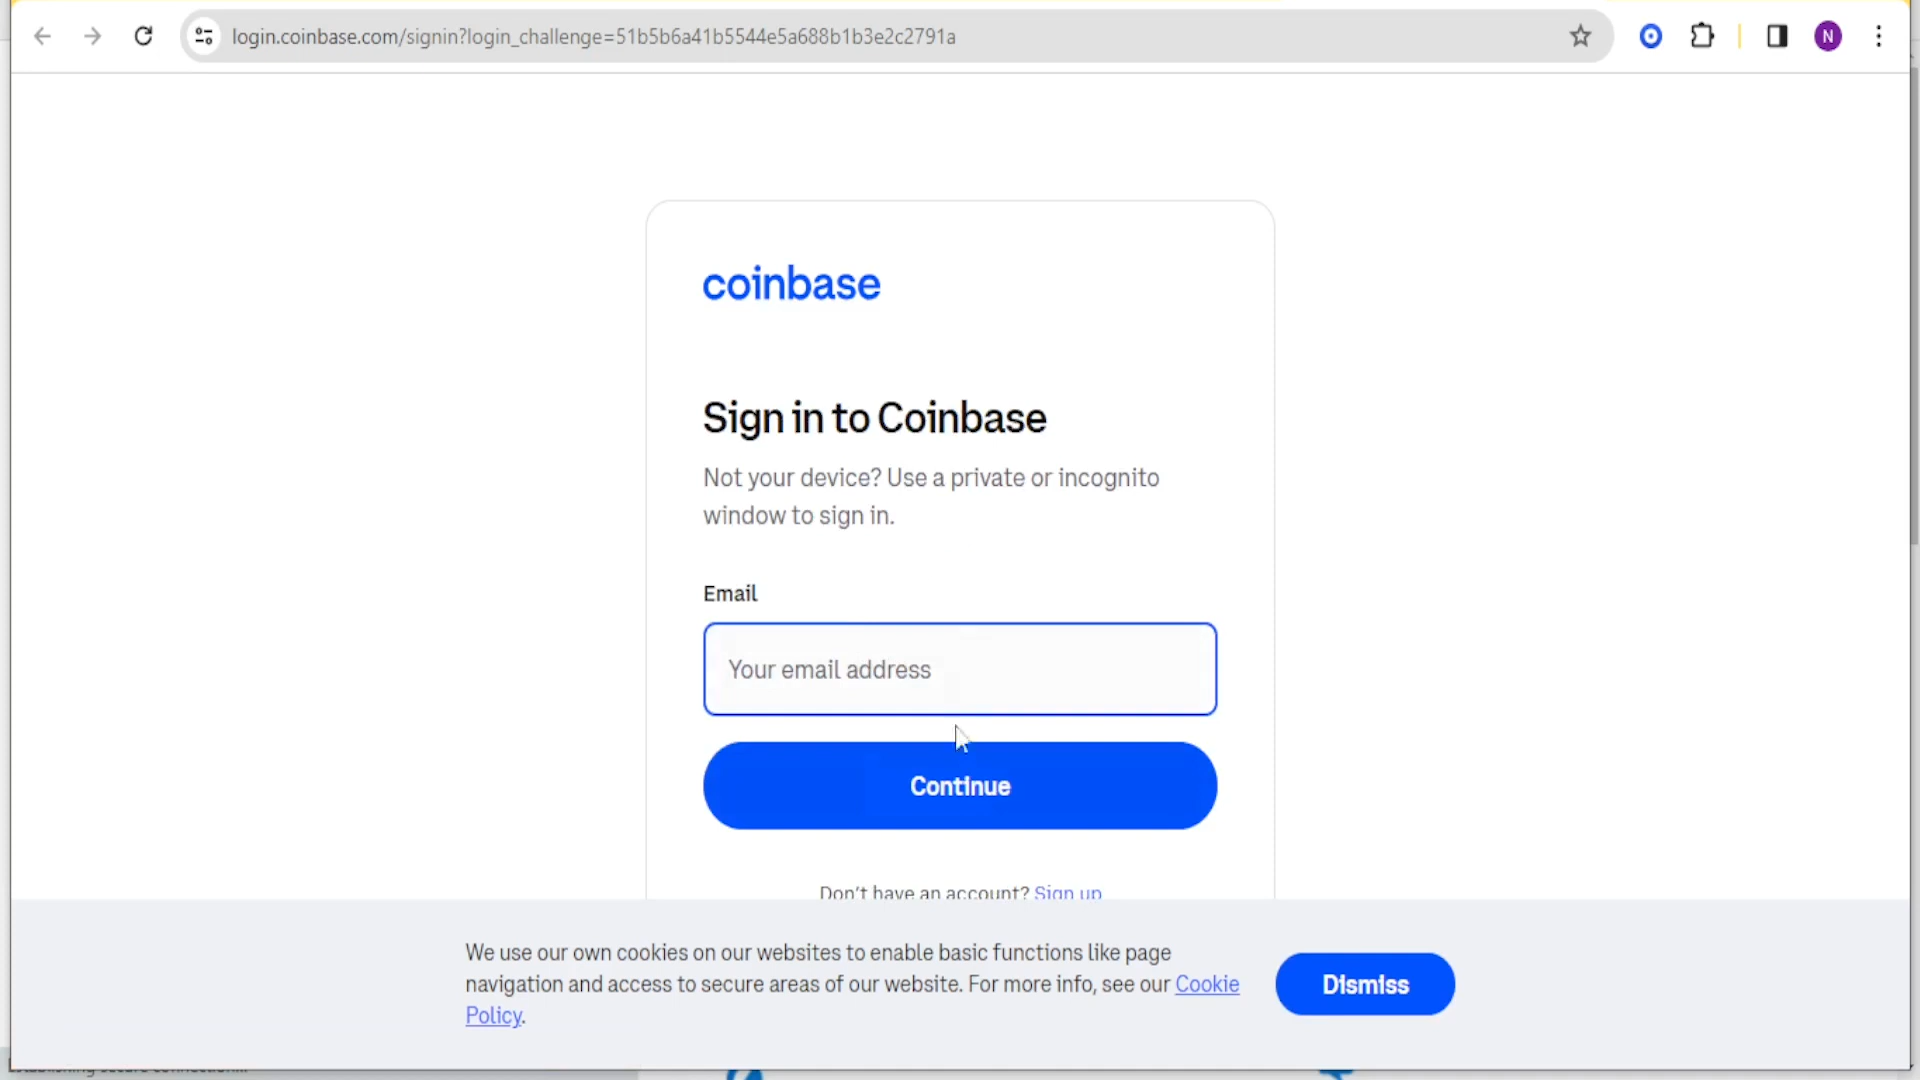 login.coinbase.com/signin?login_challenge=51b5b6a41b5544e5a688b1b3e2c2791a
N
coinbase
Sign in to Coinbase
Not your device? Use a private or incognito
window to sign in.
Email
Your email address
Continue
Don't have an account? Sign up
We use our own cookies on our websites to enable basic functions like page
navigation and access to secure areas of our website. For more info, see our Cookie
Policy.
Dismiss
Establishing secure connection...